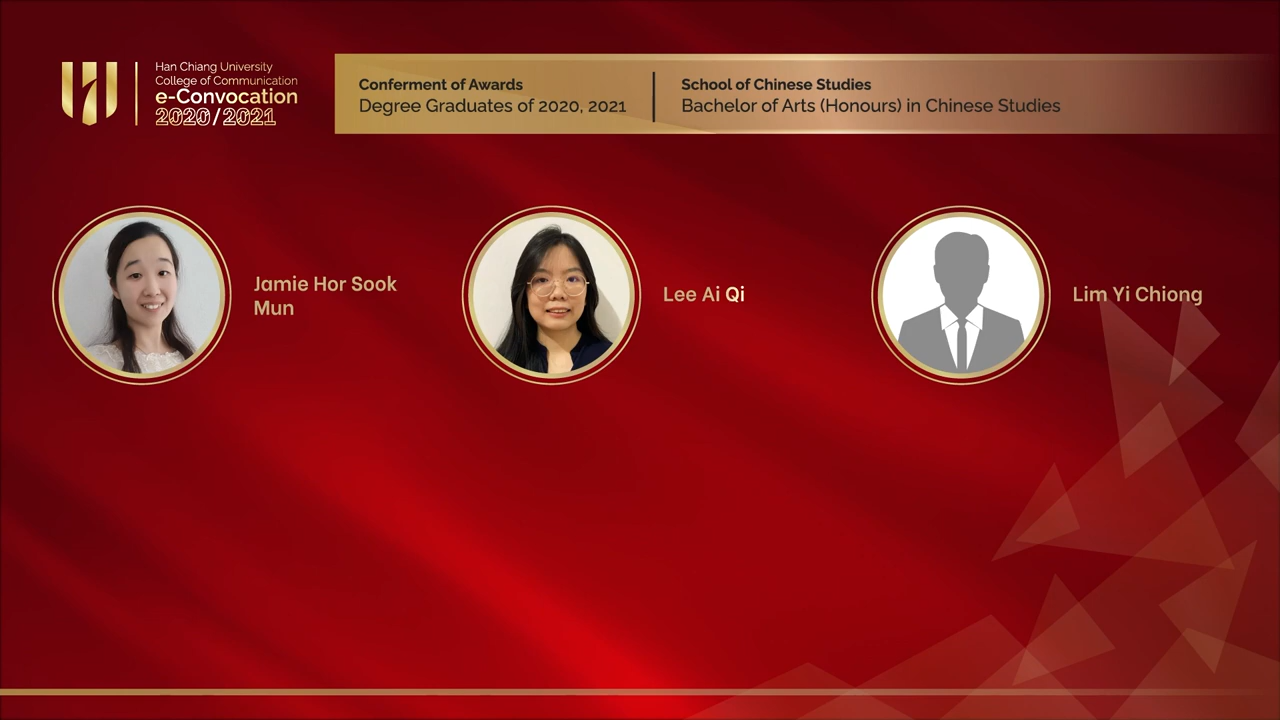 Han Chiang University
College of Communication
e-Convocation
2020/2021
Conferment of Awards
Degree Graduates of 2020, 2021
School of Chinese Studies
Bachelor of Arts (Honours) in Chinese Studies
Jamie Hor Sook
Mun
Lee Ai Qi
Lim Yi Chiong